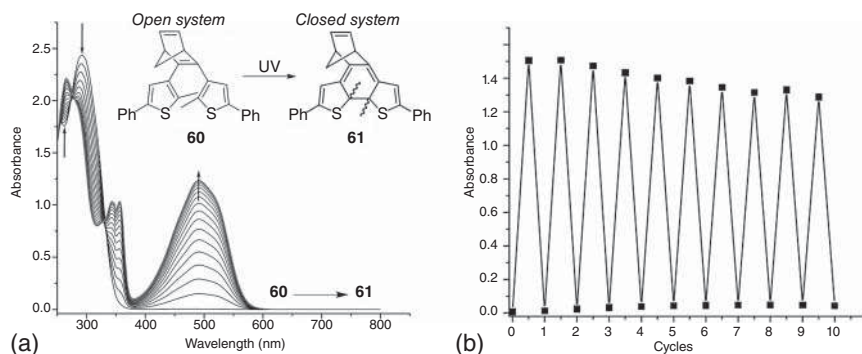 Open system
Closed system
60
UV
61
Ph
S
S
Ph
Ph
S
S
Ph
60 → 61
Absorbance
2.5
2.0
1.75
1.0
0.5
0.0
300
400
500
600
700
800
Wavelength (nm)
(a)
Absorbance
1.4
1.2
1.0
0.8
0.6
0.4
0.2
0.0
0
1
2
3
4
5
6
7
8
9
10
Cycles
(b)